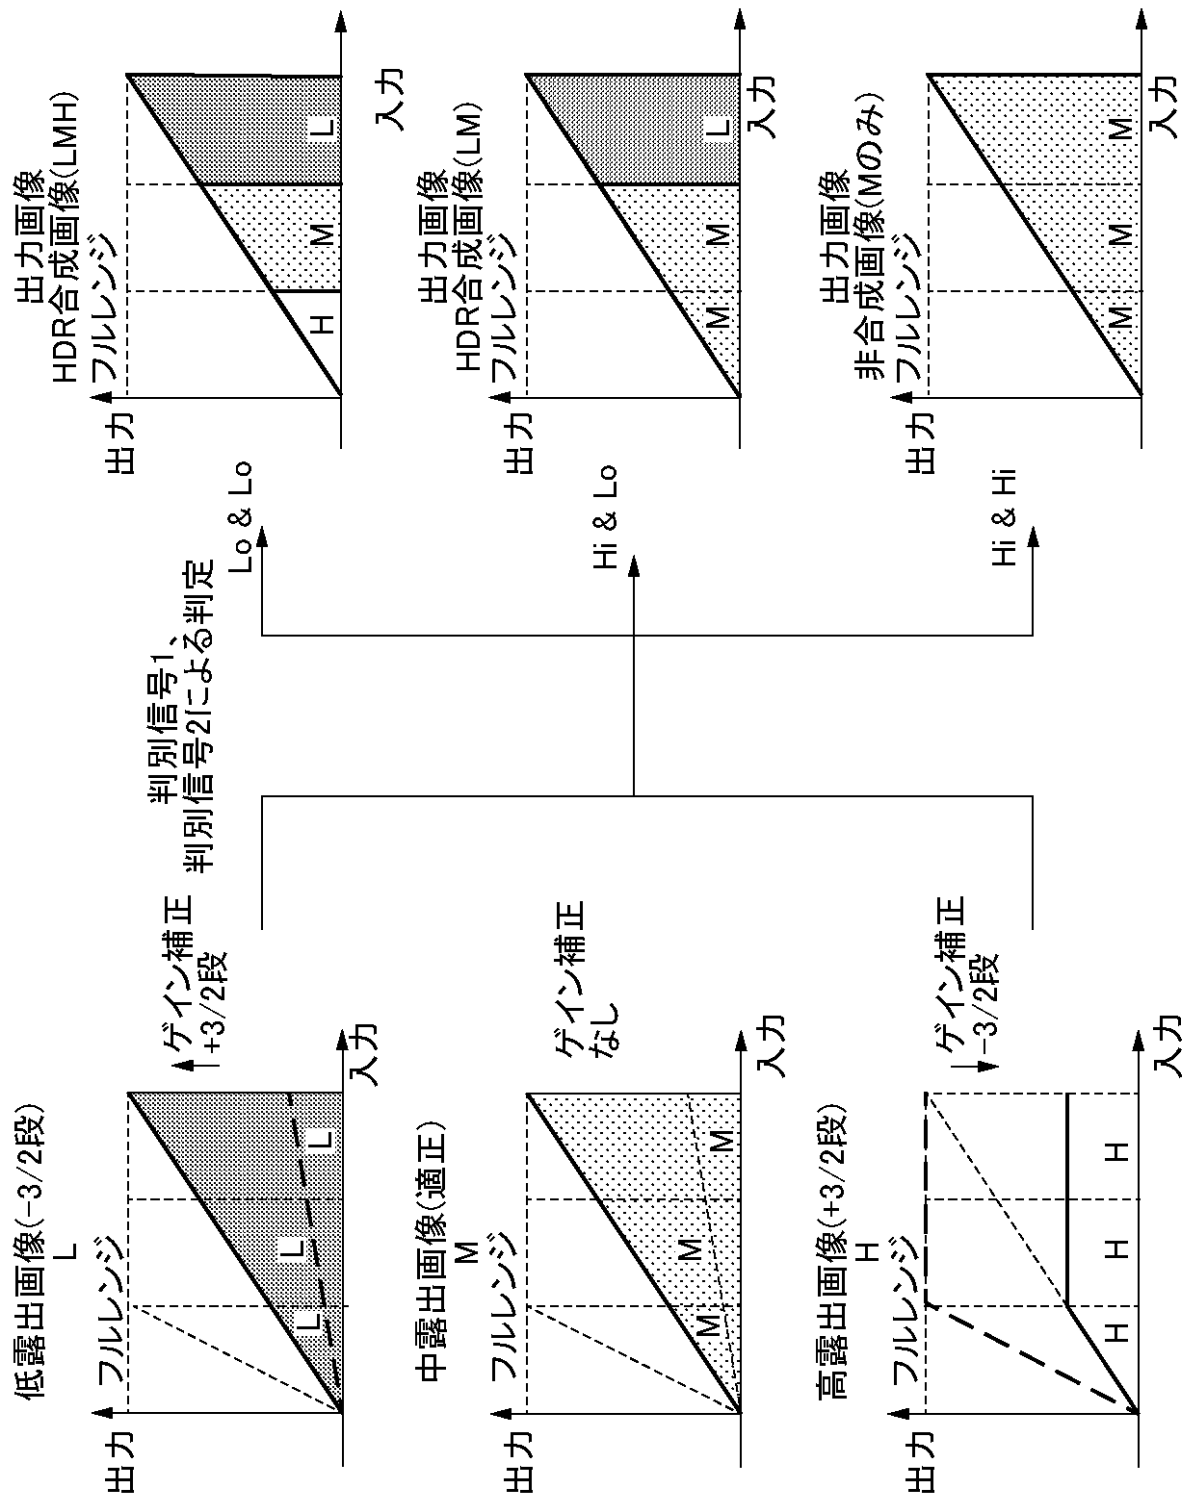 低露出画像(-3/2段)
L
フルレンジ
出力
L
L
L
入力
ゲイン補正
+3/2段
中露出画像(適正)
M
フルレンジ
M
M
M
入力
ゲイン補正
なし
高露出画像(+3/2段)
H
フルレンジ
出力
H
H
H
入力
ゲイン補正
-3/2段
判別信号1、
判別信号2による判定
Lo & Lo
Hi & Lo
Hi & Hi
出力画像
HDR合成画像(LMH)
フルレンジ
出力
H
M
L
入力
出力画像
HDR合成画像(LM)
フルレンジ
出力
M
M
L
入力
出力画像
非合成画像(Mのみ)
フルレンジ
出力
M
M
M
入力